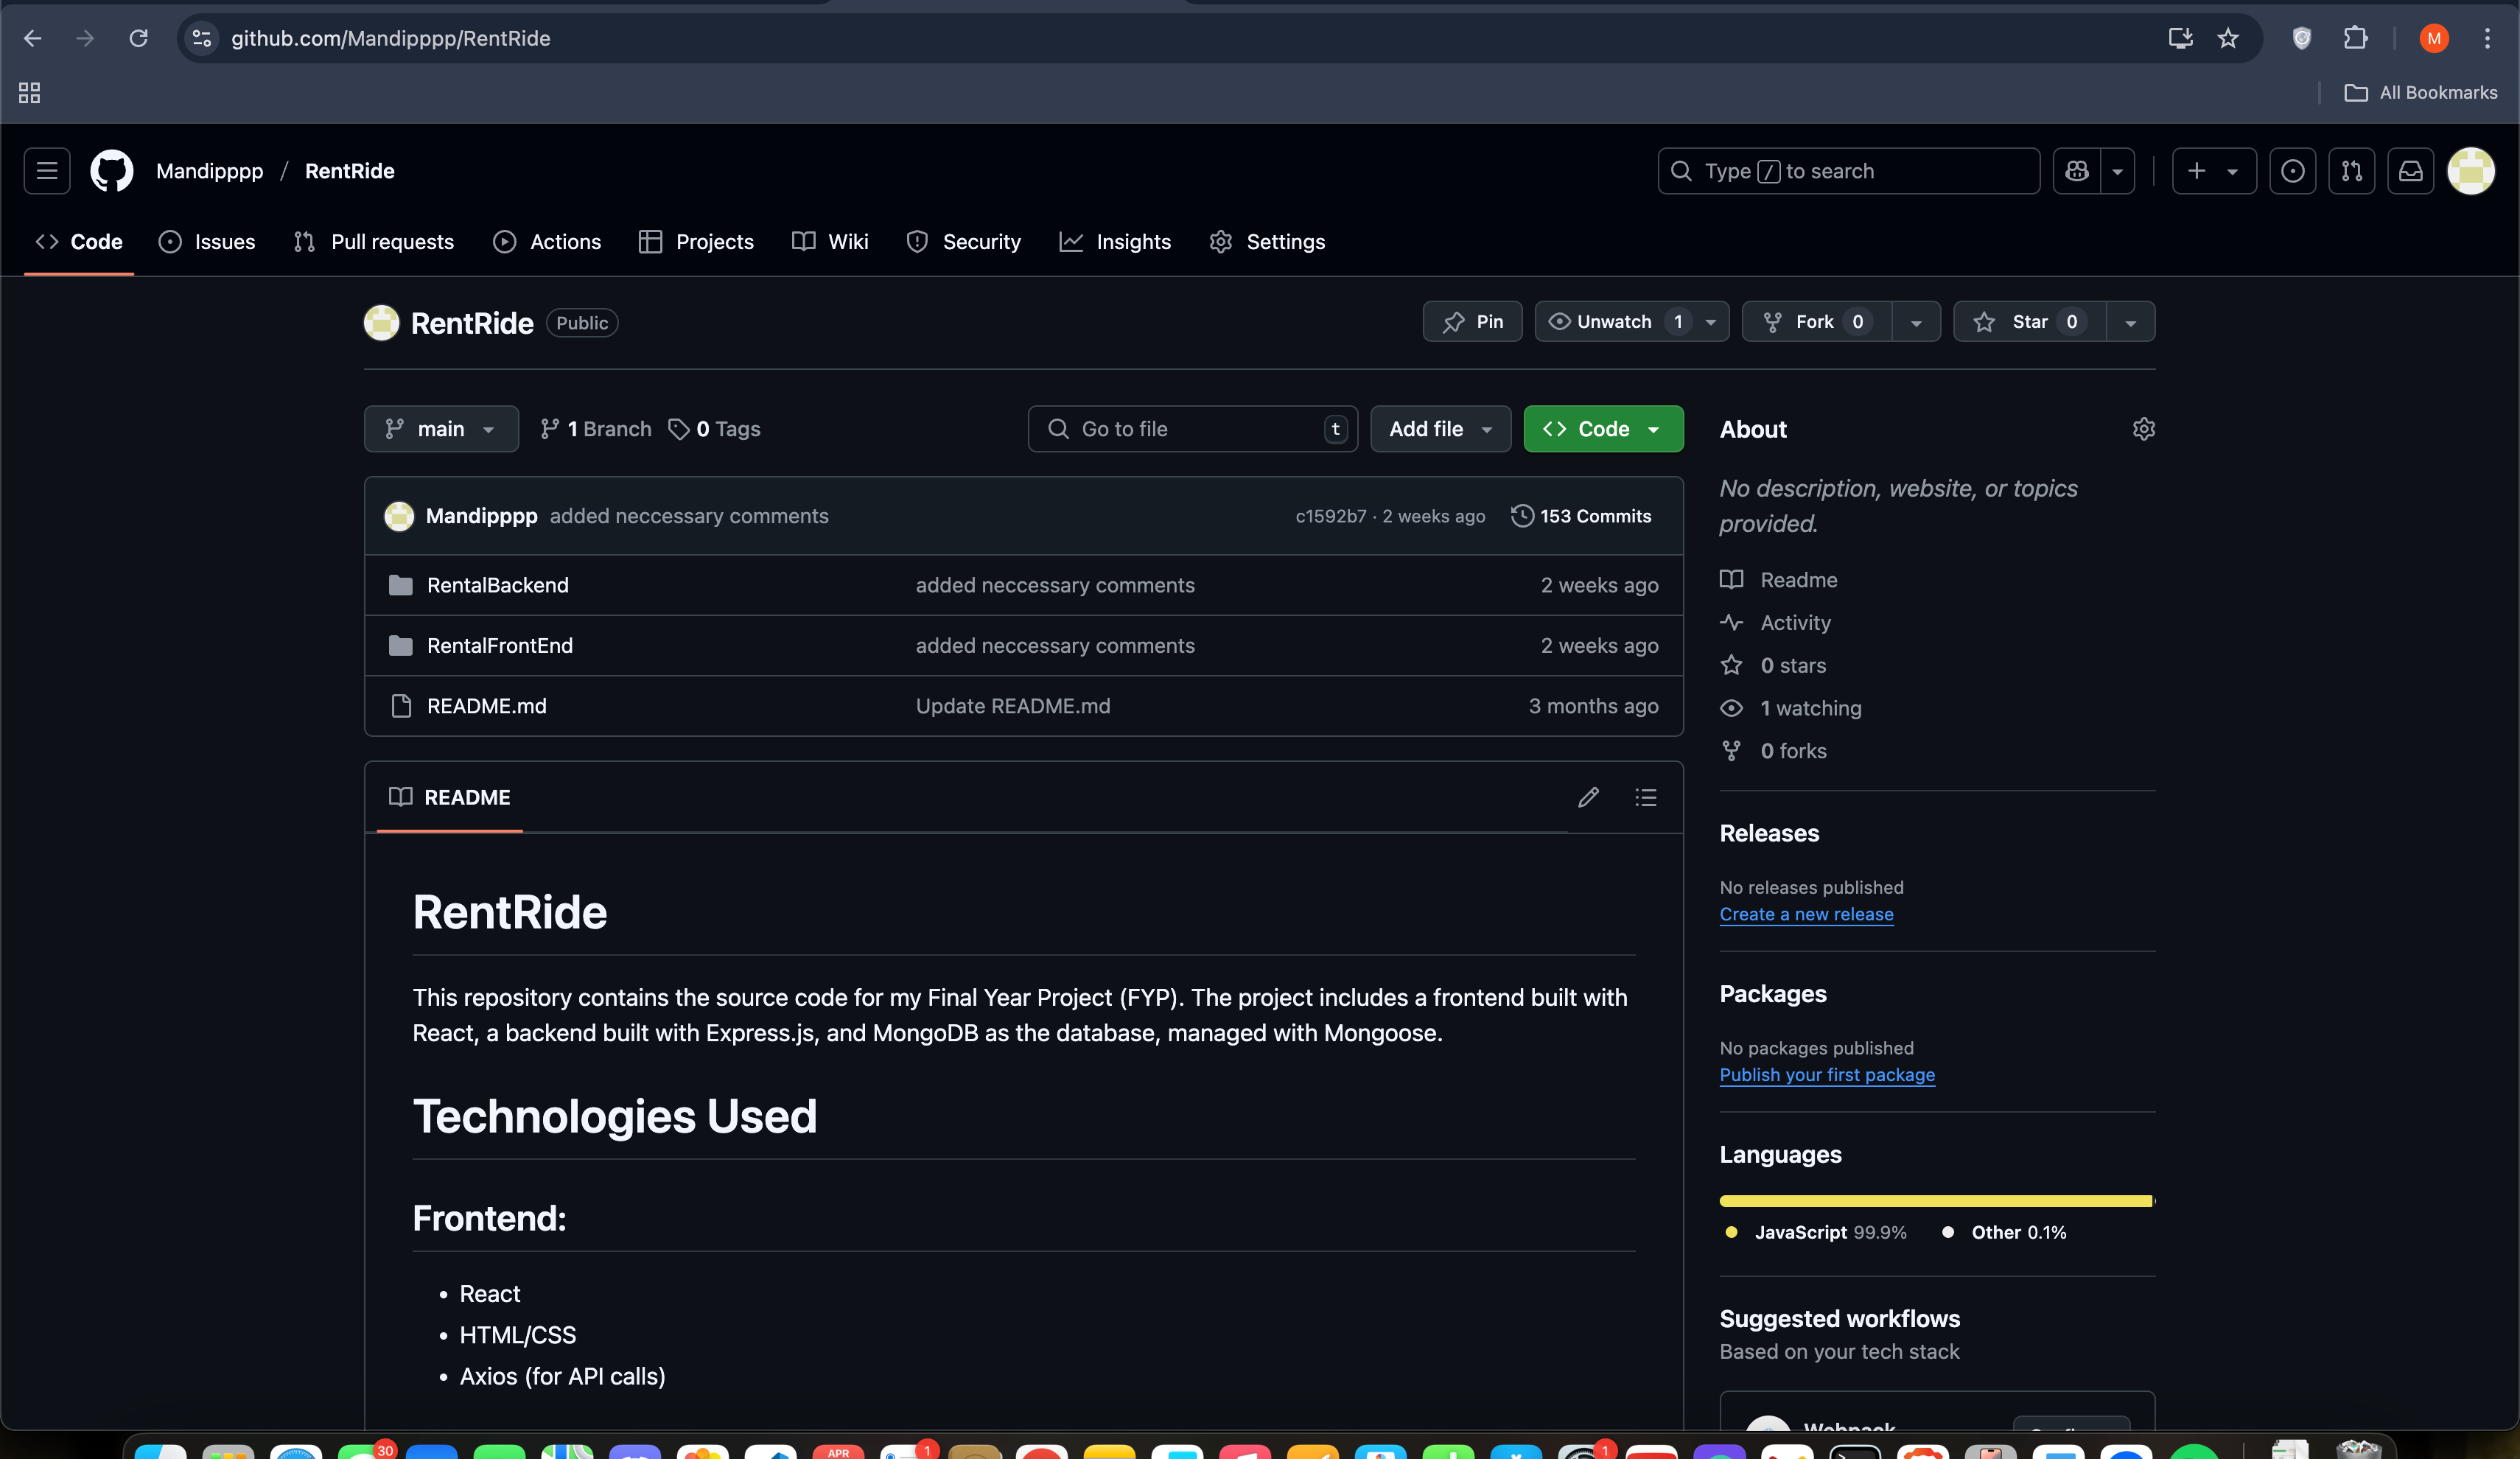 github.com/Mandipppp/RentRide
M
All Bookmarks
Mandipppp / RentRide
Type / to search
Code
Issues
Pull requests
Actions
Projects
Wiki
Security
Insights
Settings
RentRide Public
Pin
Unwatch 1
Fork 0
Star 0
main
1 Branch
0 Tags
Go to file t
Add file
Code
Mandipppp added neccessary comments c1592b7 · 2 weeks ago 153 Commits
RentalBackend added neccessary comments 2 weeks ago
RentalFrontEnd added neccessary comments 2 weeks ago
README.md Update README.md 3 months ago
README
RentRide
This repository contains the source code for my Final Year Project (FYP). The project includes a frontend built with
React, a backend built with Express.js, and MongoDB as the database, managed with Mongoose.
Technologies Used
Frontend:
• React
• HTML/CSS
• Axios (for API calls)
About
No description, website, or topics
provided.
Readme
Activity
0 stars
1 watching
0 forks
Releases
No releases published
Create a new release
Packages
No packages published
Publish your first package
Languages
JavaScript 99.9%
Other 0.1%
Suggested workflows
Based on your tech stack
Webpack
30
APR
1
1